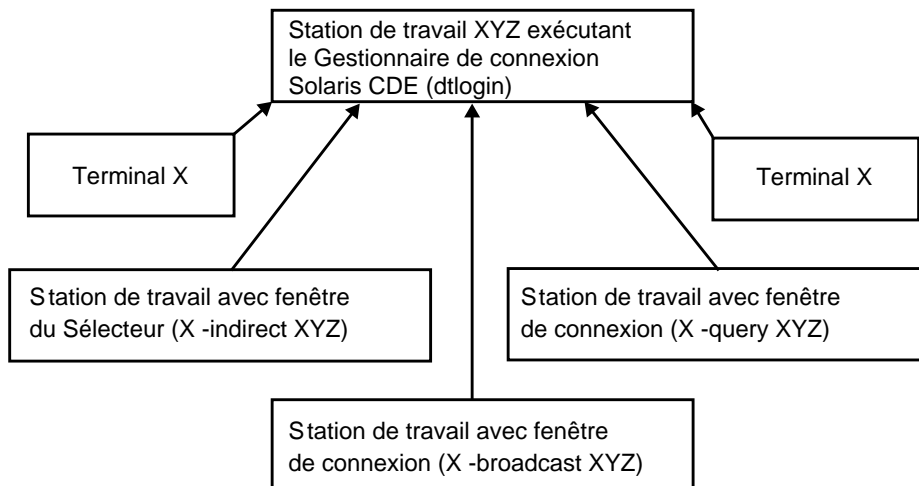 Station de travail XYZ exécutant
le Gestionnaire de connexion
Solaris CDE (dtlogin)
Terminal X
Terminal X
Station de travail avec fenêtre
du Sélecteur (X -indirect XYZ)
Station de travail avec fenêtre
de connexion (X -query XYZ)
Station de travail avec fenêtre
de connexion (X -broadcast XYZ)